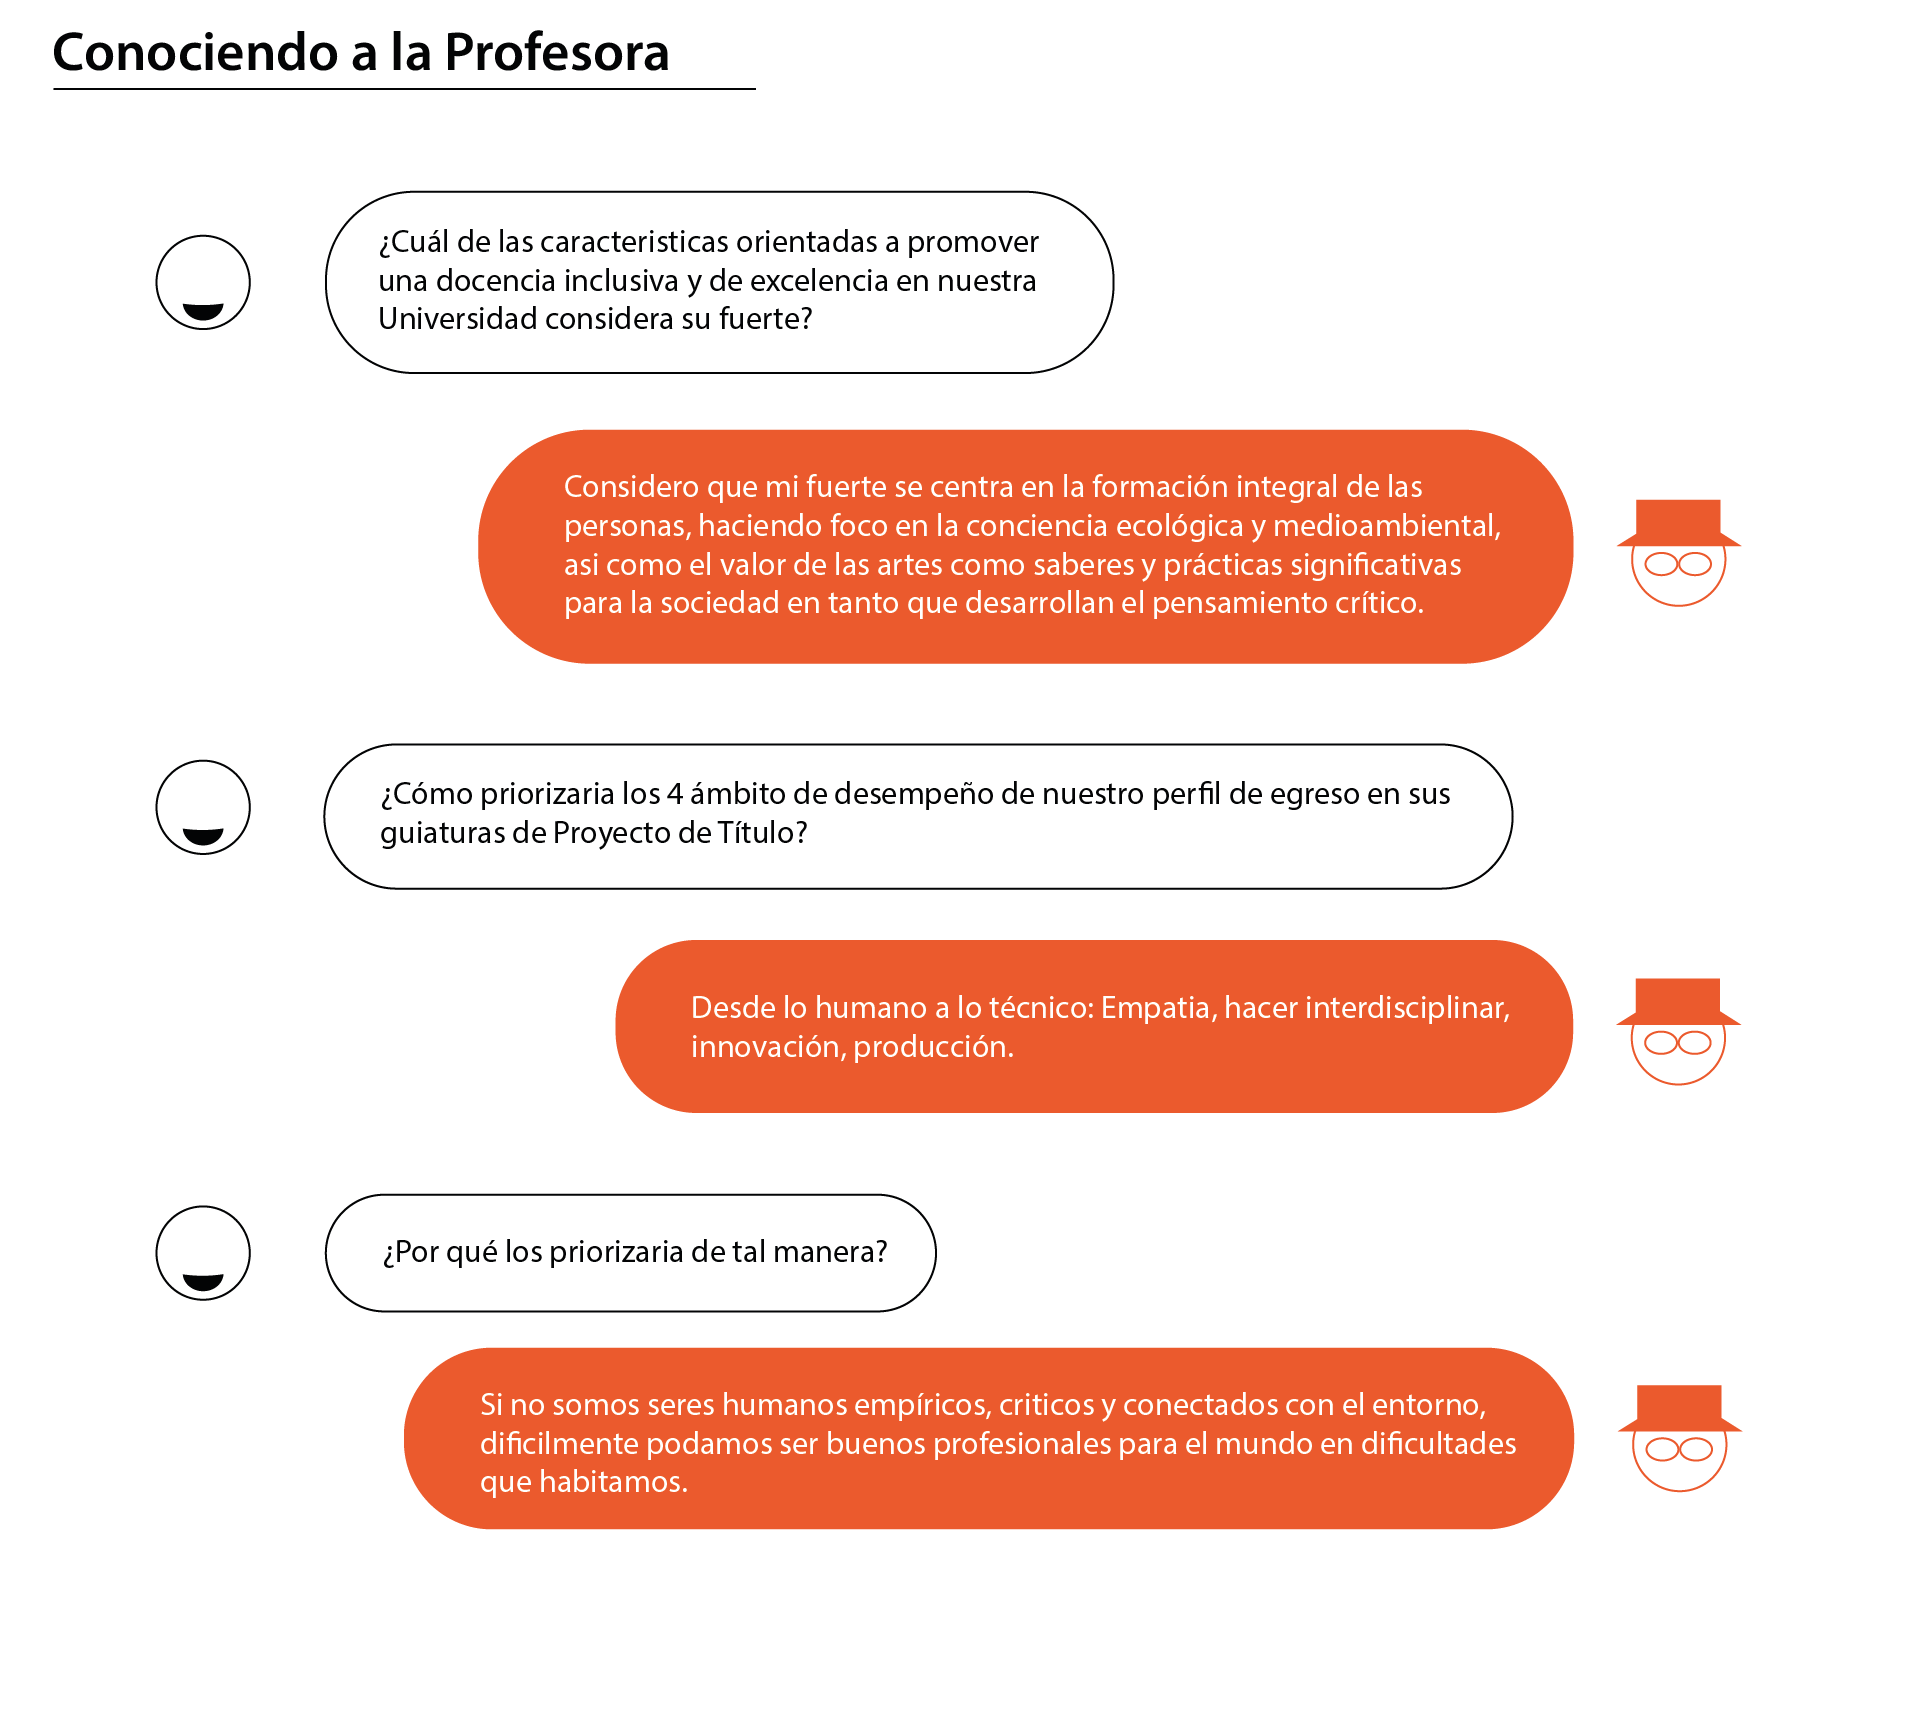 Conociendo a la Profesora
¿Cuál de las caracteristicas orientadas a promover
una docencia inclusiva y de excelencia en nuestra
Universidad considera su fuerte?
Considero que mi fuerte se centra en la formación integral de las
personas, haciendo foco en la conciencia ecológica y medioambiental,
asi como el valor de las artes como saberes y prácticas significativas
para la sociedad en tanto que desarrollan el pensamiento crítico.
¿Cómo priorizaria los 4 ámbito de desempeño de nuestro perfil de egreso en sus
guiaturas de Proyecto de Título?
Desde lo humano a lo técnico: Empatia, hacer interdisciplinar,
innovación, producción.
¿Por qué los priorizaria de tal manera?
Si no somos seres humanos empíricos, criticos y conectados con el entorno,
dificilmente podamos ser buenos profesionales para el mundo en dificultades
que habitamos.